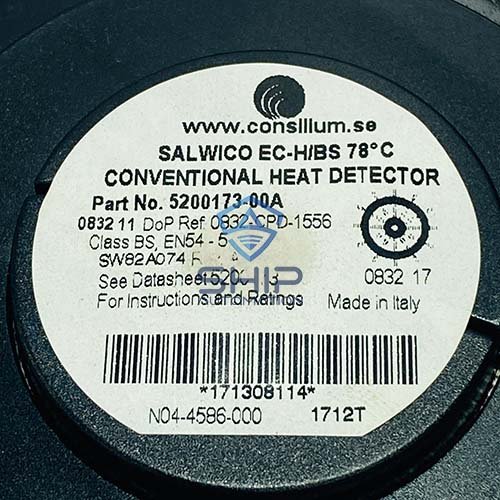 www.consilium.se
SALWICO EC-H/BS 78°C
CONVENTIONAL HEAT DETECTOR
Part No. 5200173-00A
0832 11 DoP Ref 0832-CPD-1556
Class BS, EN54 - 5
SW82A074
See Datasheet
For Instructions and Ratings
0832 17
Made in Italy
SHIP
*171308114*
N04-4586-000 1712T